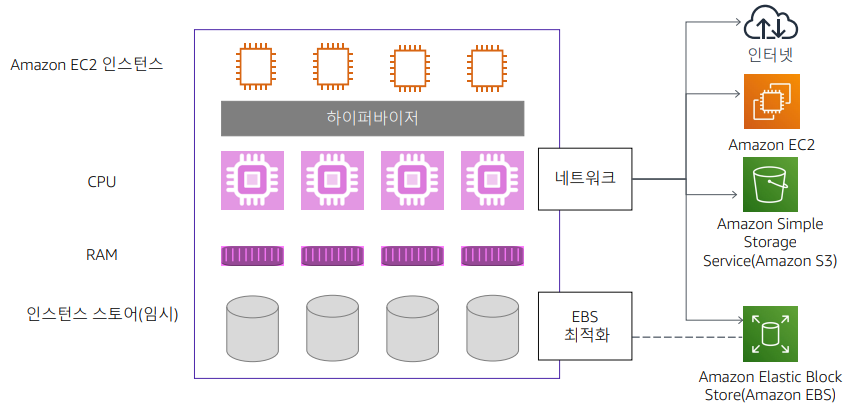 인터넷
Amazon EC2 인스턴스
하이퍼바이저
Amazon EC2
CPU
네트워크
Amazon Simple
Storage
Service(Amazon S3)
RAM
인스턴스 스토어(임시)
EBS
최적화
Amazon Elastic Block
Store(Amazon EBS)